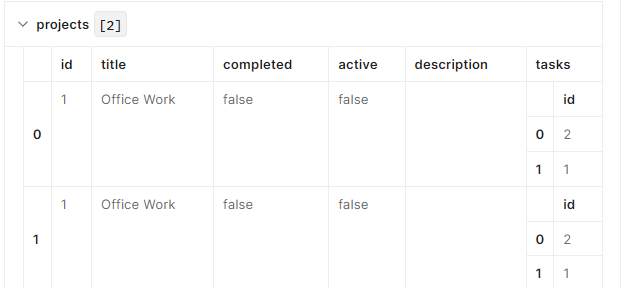 projects [2]
id title completed active description tasks
0 1 Office Work false false
id
0 2
1 1
1 1 Office Work false false
id
0 2
1 1